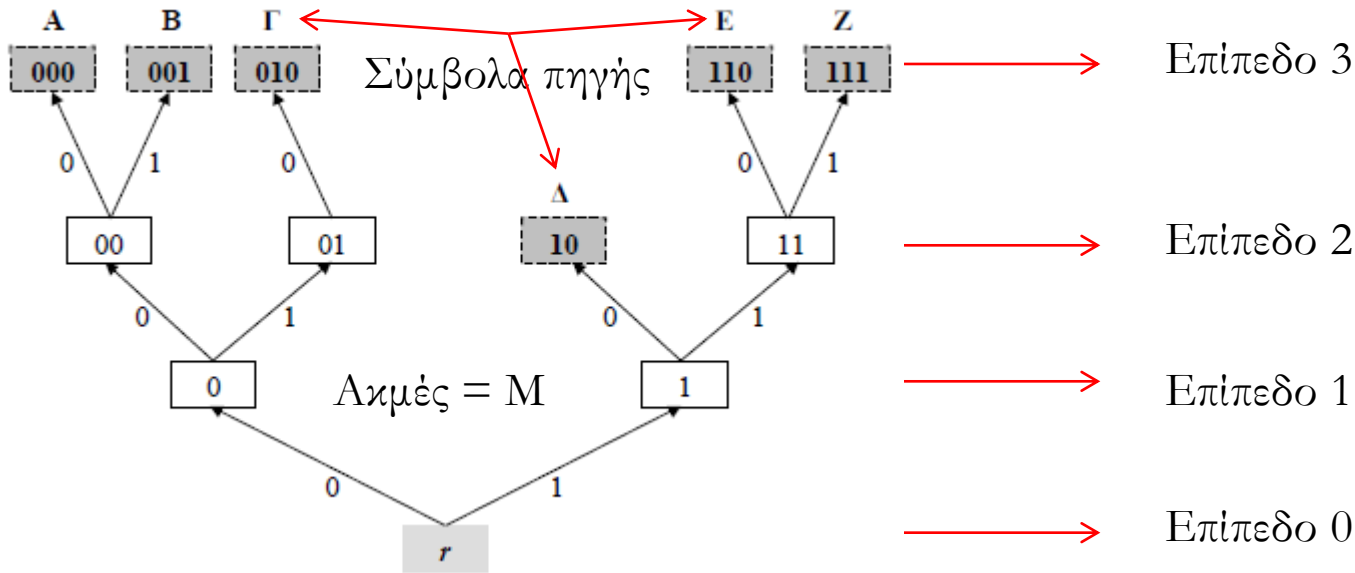 Α Β Γ Ε Ζ
000 001 010 Σύμβολα πηγής 110 111 Επίπεδο 3
0 1 0 0 1
Δ
00 01 10 11 Επίπεδο 2
0 1 0 1
0 Ακμές = Μ 1 Επίπεδο 1
0 1
r Επίπεδο 0